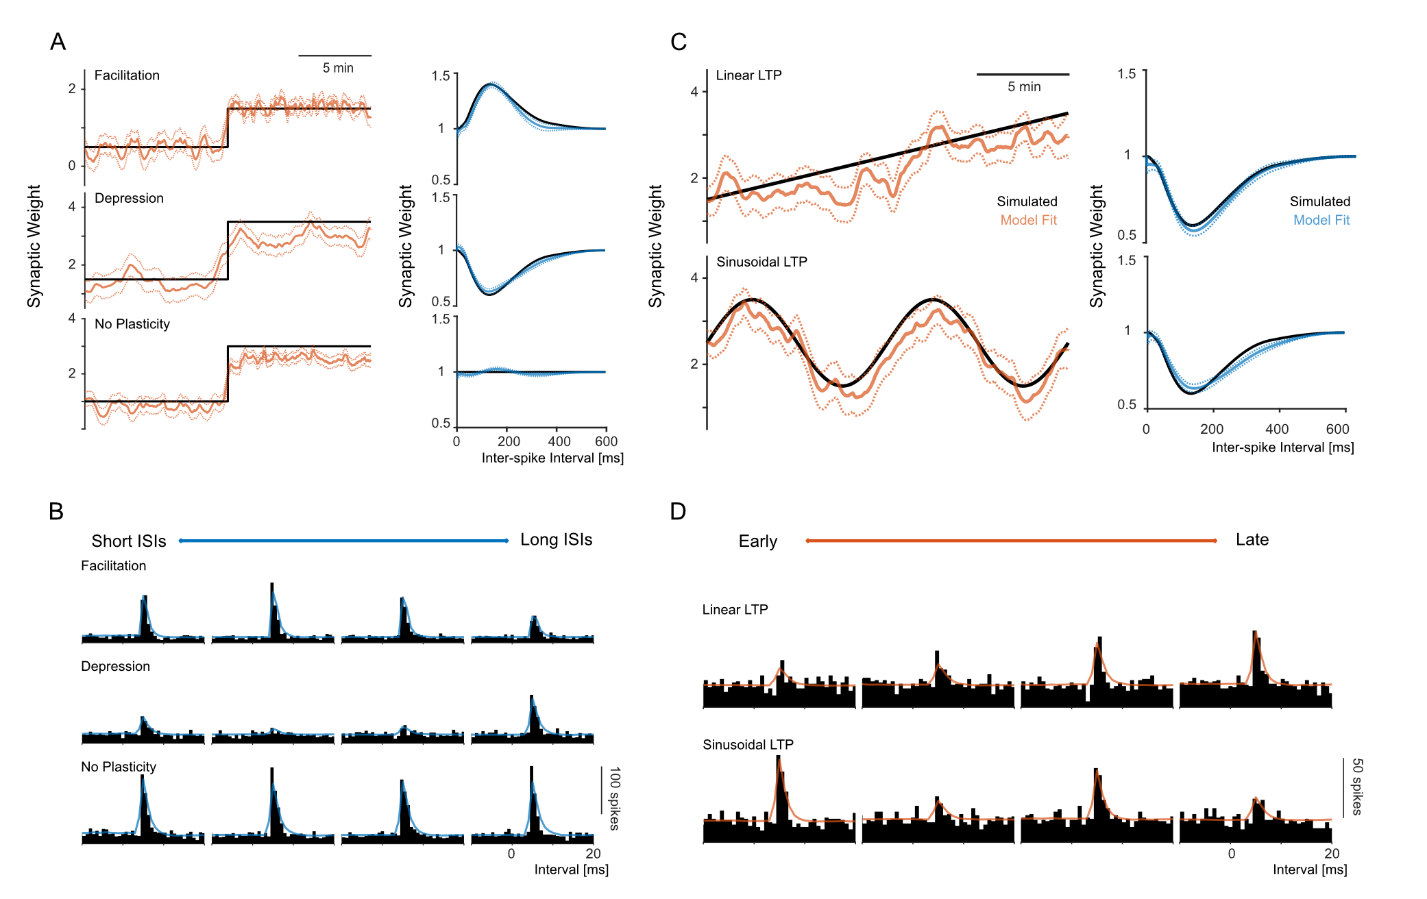 A
5 min
Facilitation
2
0
Depression
4
2
No Plasticity
4
2
Synaptic Weight
1.5
1
0.5
1.5
1
0.5
1.5
1
0.5
0 200 400 600
Inter-spike Interval [ms]
Synaptic Weight
C
Linear LTP
5 min
4
2
Simulated
Model Fit
Sinusoidal LTP
4
2
Synaptic Weight
1.5
1
0.5
Simulated
Model Fit
1.5
1
0.5
0 200 400 600
Inter-spike Interval [ms]
Synaptic Weight
B
Short ISIs Long ISIs
Facilitation
Depression
No Plasticity
100 spikes
0 20
Interval [ms]
D
Early Late
Linear LTP
Sinusoidal LTP
50 spikes
0 20
Interval [ms]